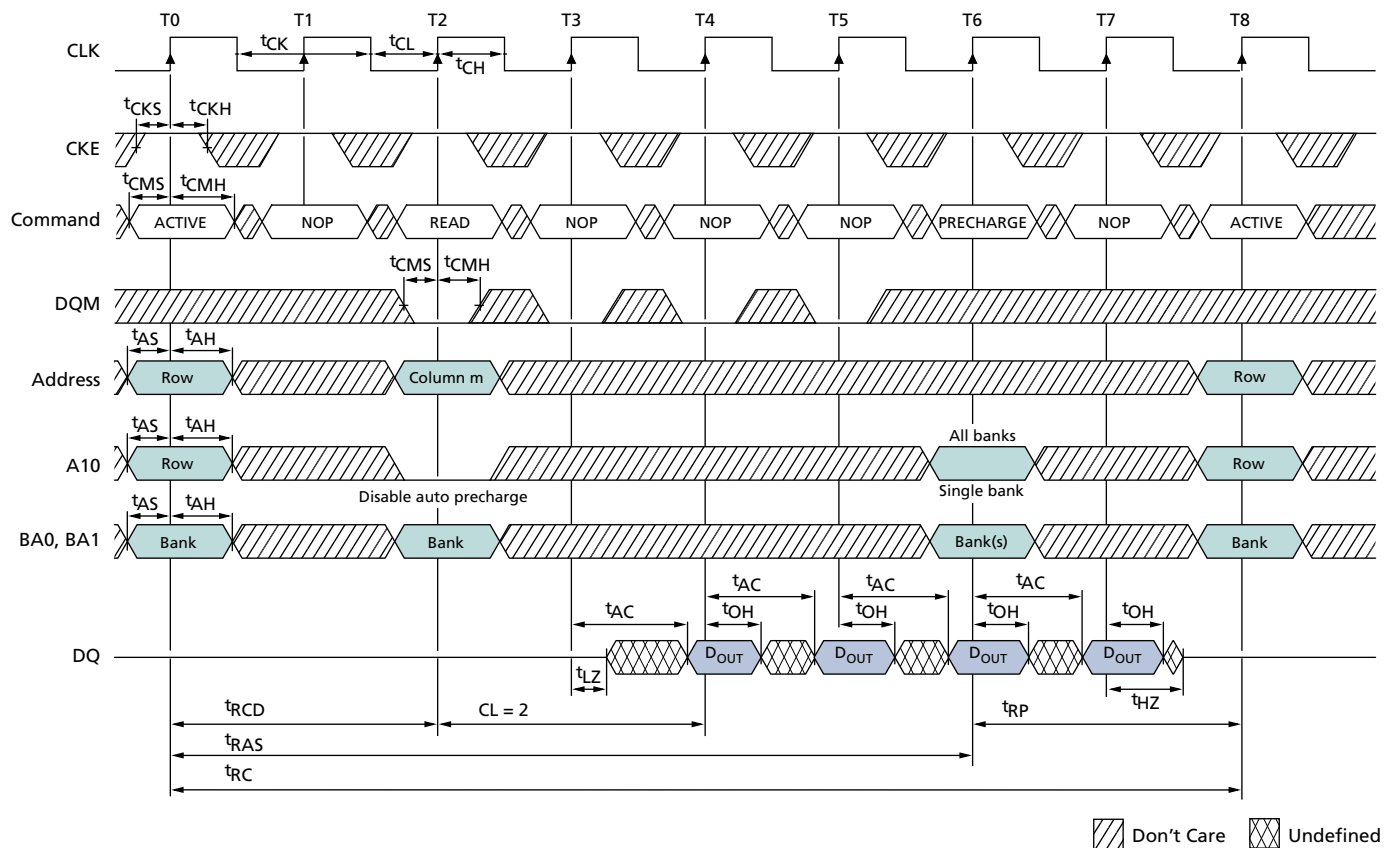 T0 T1 T2 T3 T4 T5 T6 T7 T8
CLK
tCK tCL
tCH
tCKS tCKH
CKE
tCMS tCMH
Command ACTIVE NOP READ NOP NOP NOP PRECHARGE NOP ACTIVE
tCMS tCMH
DQM
tAS tAH
Address Row Column m Row
tAS tAH
All banks
A10 Row Row
Disable auto precharge Single bank
tAS tAH
BA0, BA1 Bank Bank Bank(s) Bank
tAC tAC tAC
tAC tOH tOH tOH tOH
DQ DOUT DOUT DOUT DOUT
tLZ tHZ
tRCD CL = 2 tRP
tRAS
tRC
Don't Care Undefined